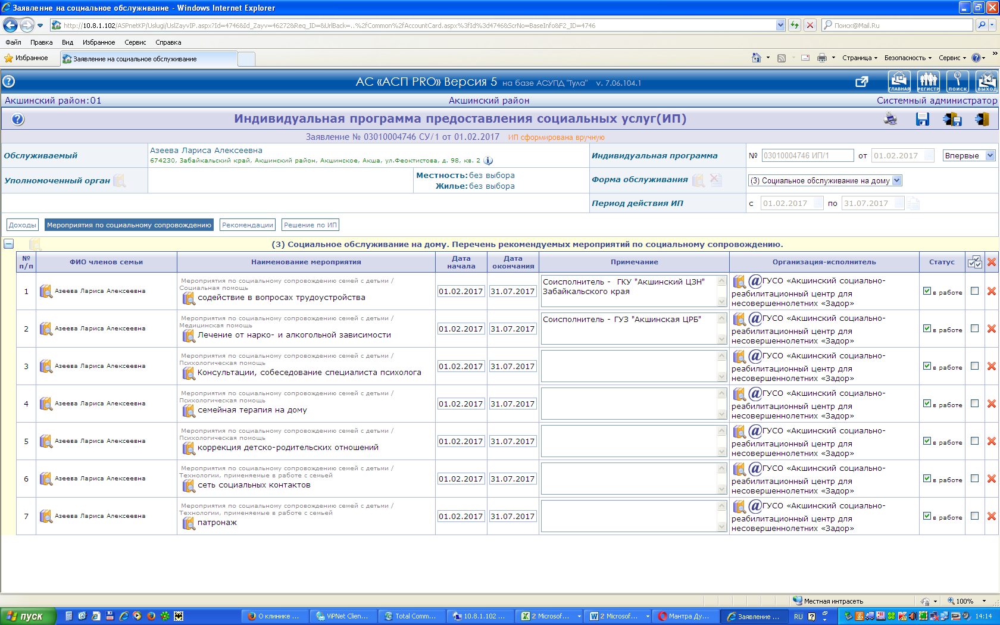 Заявление на социальное обслуживание - Windows Internet Explorer
http://10.8.1.102/ASPnetKP/Uslugi/UslZayvIP.aspx?Id=4746&Id_Zayv=46272&Req_ID=&UrlBack=..%2fCommon%2fAccountCard.aspx%3fId%3d4746&ScrNo=BaseInfo&F2_ID=4746
Поиск@Mail.Ru
Файл Правка Вид Избранное Сервис Справка
Избранное Заявление на социальное обслуживание Страница Безопасность Сервис
АС «АСП PRO» Версия 5 на базе АСУПД "Тула" v. 7.06.104.1
ГЛАВНАЯ РЕГИСТР ПОИСК ВЫХОД
Акшинский район:01 Акшинский район Системный администратор
Индивидуальная программа предоставления социальных услуг(ИП)
Заявление № 03010004746 СУ/1 от 01.02.2017 ИП сформирована вручную
Обслуживаемый
Азеева Лариса Алексеевна
674230, Забайкальский край, Акшинский район, Акшинское, Акша, ул.Феоктистова, д. 98, кв. 2
Индивидуальная программа № 03010004746 ИП/1 от 01.02.2017 Впервые
Уполномоченный орган
Местность: без выбора
Жилье: без выбора
Форма обслуживания (3) Социальное обслуживание на дому
Период действия ИП с 01.02.2017 по 31.07.2017
Доходы Мероприятия по социальному сопровождению Рекомендации Решение по ИП
(3) Социальное обслуживание на дому. Перечень рекомендуемых мероприятий по социальному сопровождению.
№ п/п ФИО членов семьи Наименование мероприятия Дата начала Дата окончания Примечание Организация-исполнитель Статус
1 Азеева Лариса Алексеевна
Мероприятия по социальному сопровождению семей с детьми /
Социальная помощь
содействие в вопросах трудоустройства
01.02.2017 31.07.2017
Соисполнитель - ГКУ "Акшинский ЦЗН"
Забайкальского края
@ГУСО «Акшинский социально-
реабилитационный центр для
несовершеннолетних «Задор»
в работе
2 Азеева Лариса Алексеевна
Мероприятия по социальному сопровождению семей с детьми /
Медицинская помощь
Лечение от нарко- и алкогольной зависимости
01.02.2017 31.07.2017
Соисполнитель - ГУЗ "Акшинская ЦРБ"
@ГУСО «Акшинский социально-
реабилитационный центр для
несовершеннолетних «Задор»
в работе
3 Азеева Лариса Алексеевна
Мероприятия по социальному сопровождению семей с детьми /
Психологическая помощь
Консультации, собеседование специалиста психолога
01.02.2017 31.07.2017
@ГУСО «Акшинский социально-
реабилитационный центр для
несовершеннолетних «Задор»
в работе
4 Азеева Лариса Алексеевна
Мероприятия по социальному сопровождению семей с детьми /
Психологическая помощь
семейная терапия на дому
01.02.2017 31.07.2017
@ГУСО «Акшинский социально-
реабилитационный центр для
несовершеннолетних «Задор»
в работе
5 Азеева Лариса Алексеевна
Мероприятия по социальному сопровождению семей с детьми /
Психологическая помощь
коррекция детско-родительских отношений
01.02.2017 31.07.2017
@ГУСО «Акшинский социально-
реабилитационный центр для
несовершеннолетних «Задор»
в работе
6 Азеева Лариса Алексеевна
Мероприятия по социальному сопровождению семей с детьми /
Технологии, применяемые в работе с семьей
сеть социальных контактов
01.02.2017 31.07.2017
@ГУСО «Акшинский социально-
реабилитационный центр для
несовершеннолетних «Задор»
в работе
7 Азеева Лариса Алексеевна
Мероприятия по социальному сопровождению семей с детьми /
Технологии, применяемые в работе с семьей
патронаж
01.02.2017 31.07.2017
@ГУСО «Акшинский социально-
реабилитационный центр для
несовершеннолетних «Задор»
в работе
Местная интрасеть 100%
пуск О клинике ... ViPNet Clien... Total Comm... 10.8.1.102 ... 2 Microsof... 2 Microsof... Мантра Ду... Заявление ... RU 14:14